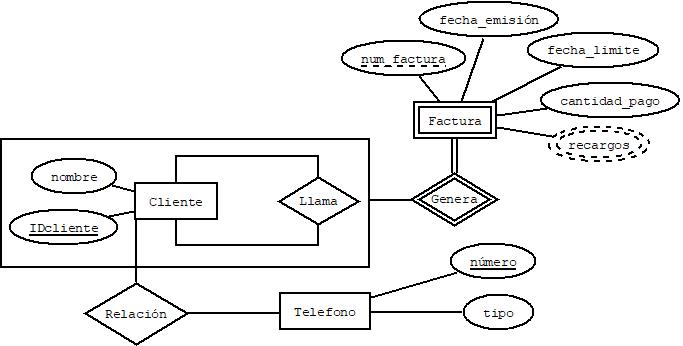 fecha_emisión
num_factura
fecha_limite
cantidad_pago
Factura
recargos
nombre
Cliente
Llama
Genera
IDcliente
número
Relación
Telefono
tipo